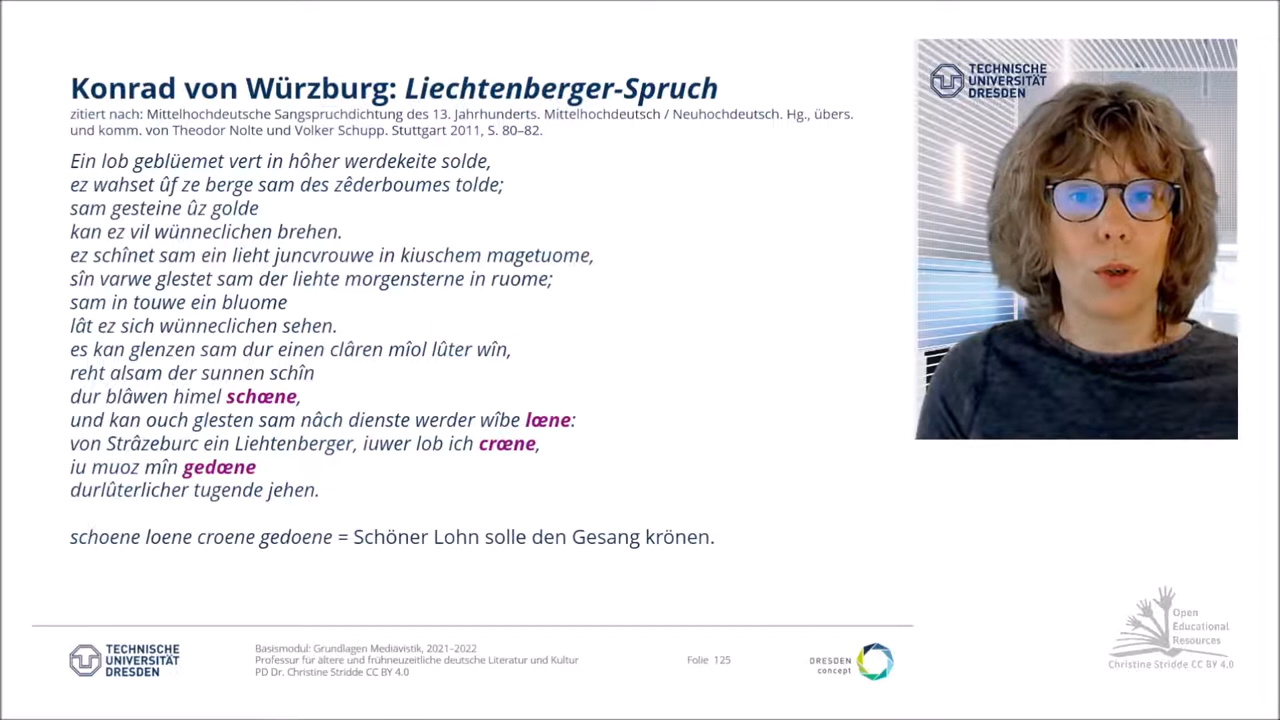 Konrad von Würzburg: Liechtenberger-Spruch
zitiert nach: Mittelhochdeutsche Sangspruchdichtung des 13. Jahrhunderts. Mittelhochdeutsch / Neuhochdeutsch. Hg., übers.
und komm. von Theodor Nolte und Volker Schupp. Stuttgart 2011, S. 80–82.
Ein lob geblüemet vert in hôher werdekeite solde,
ez wahset ûf ze berge sam des zêderboumes tolde;
sam gesteine ûz golde
kan ez vil wünneclichen brehen.
ez schînet sam ein lieht juncvrouwe in kiuschem magetuome,
sîn varwe glestet sam der liehte morgensterne in ruome;
sam in touwe ein bluome
lât ez sich wünneclichen sehen.
es kan glenzen sam dur einen clâren mîol lûter wîn,
reht alsam der sunnen schîn
dur blâwen himel schœne,
und kan ouch glesten sam nâch dienste werder wîbe lœne:
von Strâzeburc ein Liehtenberger, iuwer lob ich crœne,
iu muoz mîn gedœne
durlûterlicher tugende jehen.
schoene loene croene gedoene = Schöner Lohn solle den Gesang krönen.
TECHNISCHE
UNIVERSITÄT
DRESDEN
TECHNISCHE
UNIVERSITÄT
DRESDEN
Basismodul: Grundlagen Mediävistik, 2021–2022
Professur für ältere und frühneuzeitliche deutsche Literatur und Kultur
PD Dr. Christine Stridde CC BY 4.0
Folie 125
DRESDEN
concept
Open
Educational
Resources
Christine Stridde CC BY 4.0